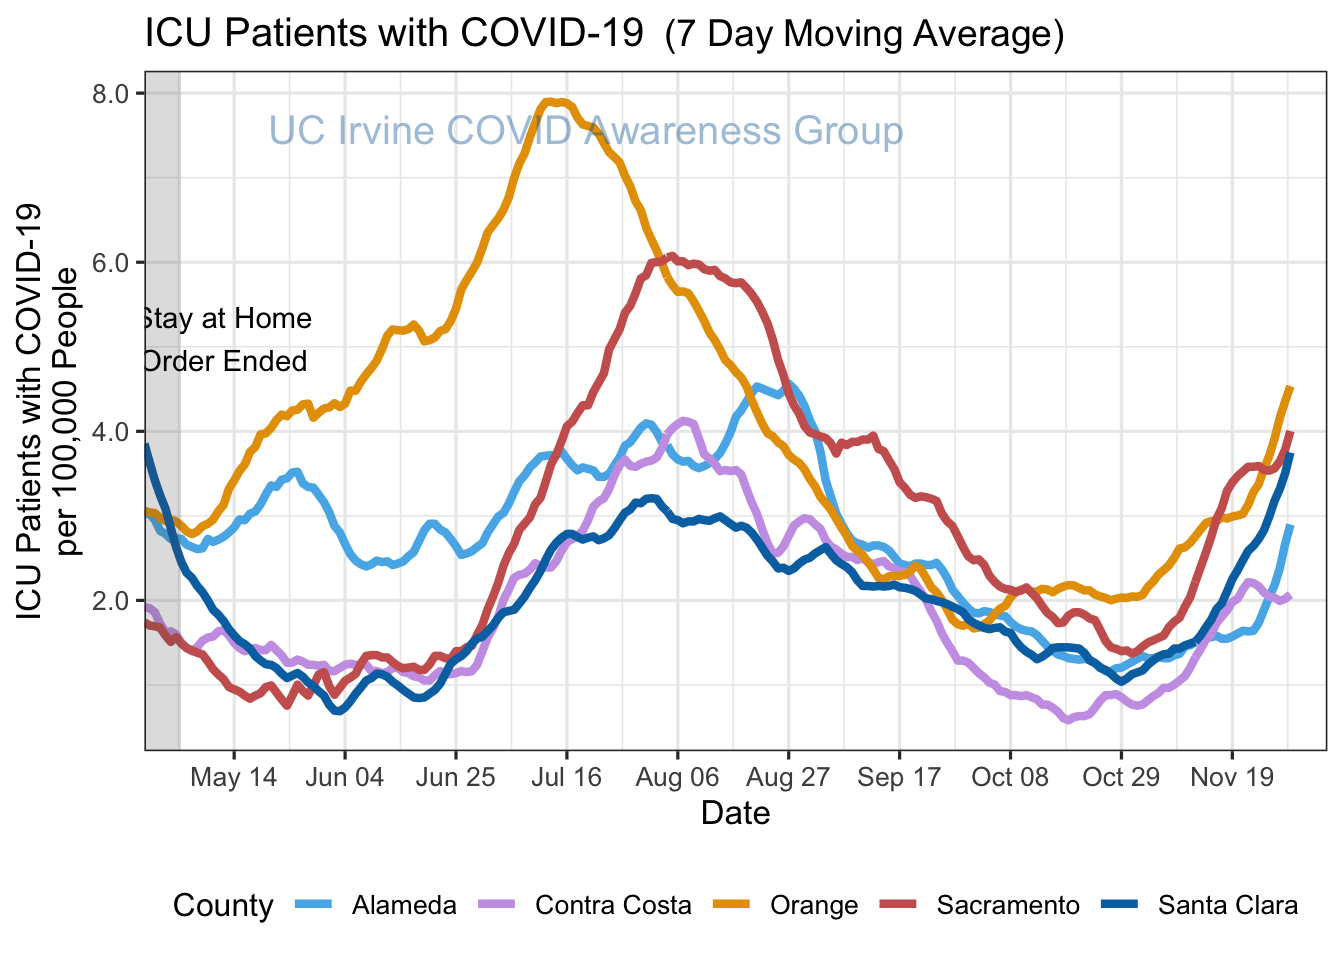 ICU Patients with COVID-19 (7 Day Moving Average)
UC Irvine COVID Awareness Group
8.0
6.0
4.0
2.0
ICU Patients with COVID-19
per 100,000 People
Stay at Home
Order Ended
May 14 Jun 04 Jun 25 Jul 16 Aug 06 Aug 27 Sep 17 Oct 08 Oct 29 Nov 19
Date
County Alameda Contra Costa Orange Sacramento Santa Clara